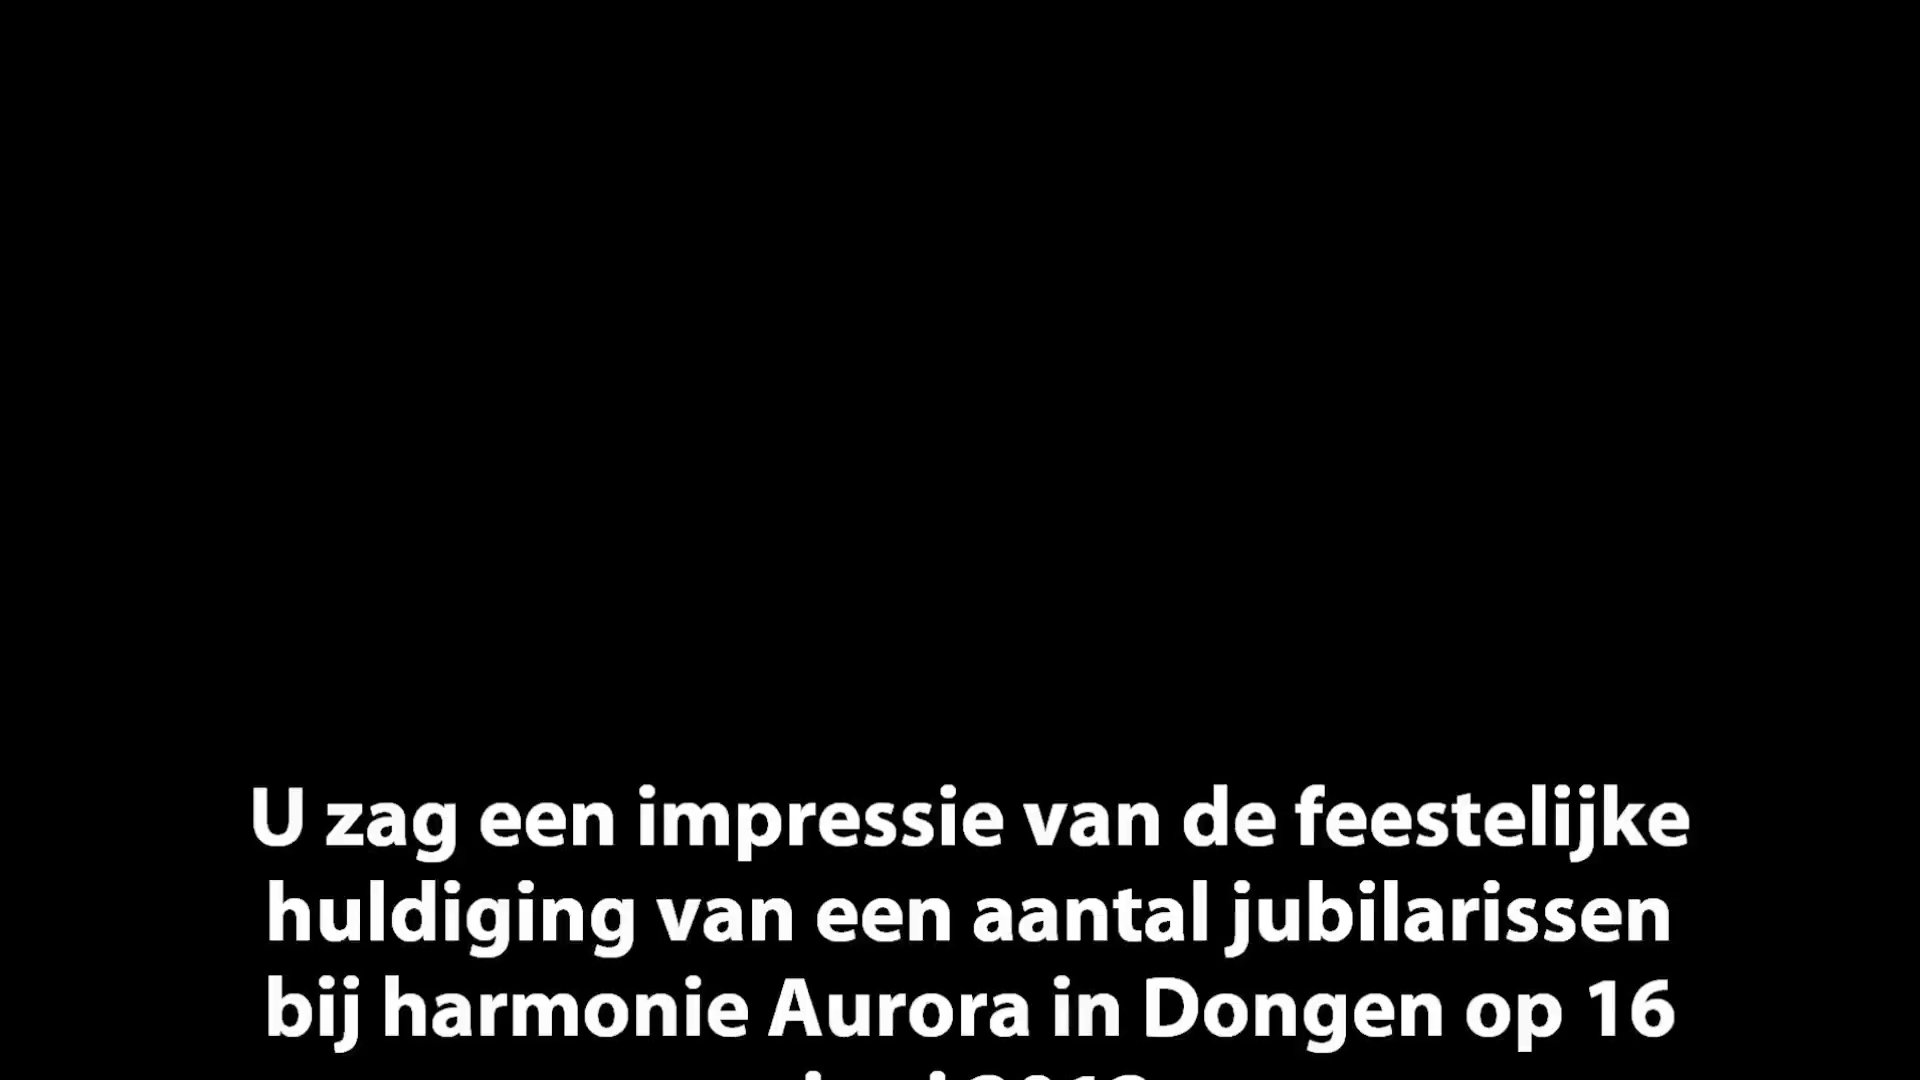 U zag een impressie van de feestelijke
huldiging van een aantal jubilarissen
bij harmonie Aurora in Dongen op 16